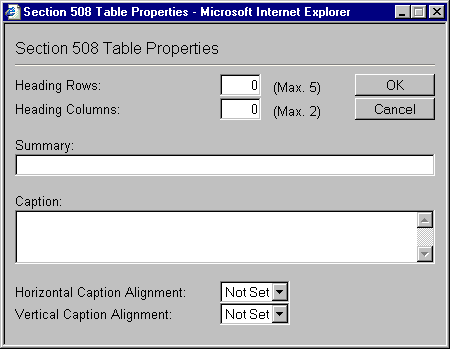 Section 508 Table Properties - Microsoft Internet Explorer
Section 508 Table Properties
Heading Rows: 0 (Max. 5) OK
Heading Columns: 0 (Max. 2) Cancel
Summary:
Caption:
Horizontal Caption Alignment: Not Set
Vertical Caption Alignment: Not Set